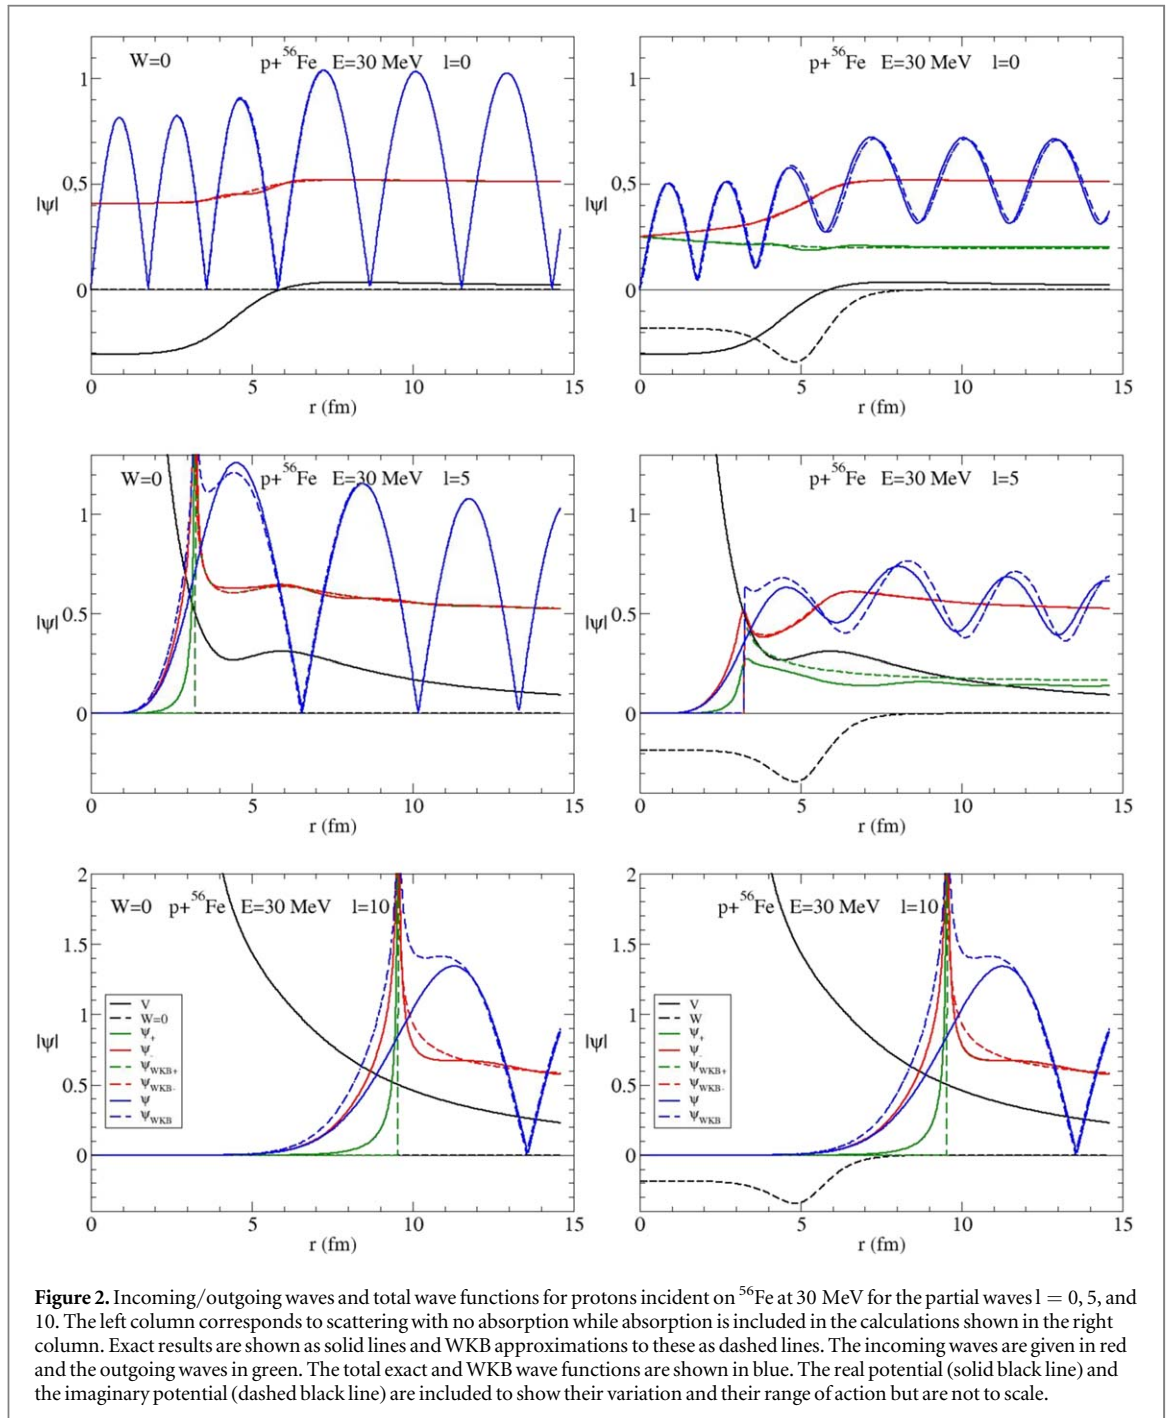 W=0 p+⁵⁶Fe E=30 MeV l=0
1
0.5
|ψ|
0
0 5 10 15
r (fm)
p+⁵⁶Fe E=30 MeV l=0
1
0.5
|ψ|
0
0 5 10 15
r (fm)
W=0 p+⁵⁶Fe E=30 MeV l=5
1
0.5
|ψ|
0
0 5 10 15
r (fm)
p+⁵⁶Fe E=30 MeV l=5
1
0.5
|ψ|
0
0 5 10 15
r (fm)
2
W=0 p+⁵⁶Fe E=30 MeV l=10
1.5
1
|ψ|
0.5
0
V
W=0
ψ₊
ψ₋
ψWKB+
ψWKB-
ψ
ψWKB
0 5 10 15
r (fm)
2
p+⁵⁶Fe E=30 MeV l=10
1.5
1
|ψ|
0.5
0
V
W
ψ₊
ψ₋
ψWKB+
ψWKB-
ψ
ψWKB
0 5 10 15
r (fm)
Figure 2. Incoming/outgoing waves and total wave functions for protons incident on ⁵⁶Fe at 30 MeV for the partial waves l = 0, 5, and
10. The left column corresponds to scattering with no absorption while absorption is included in the calculations shown in the right
column. Exact results are shown as solid lines and WKB approximations to these as dashed lines. The incoming waves are given in red
and the outgoing waves in green. The total exact and WKB wave functions are shown in blue. The real potential (solid black line) and
the imaginary potential (dashed black line) are included to show their variation and their range of action but are not to scale.